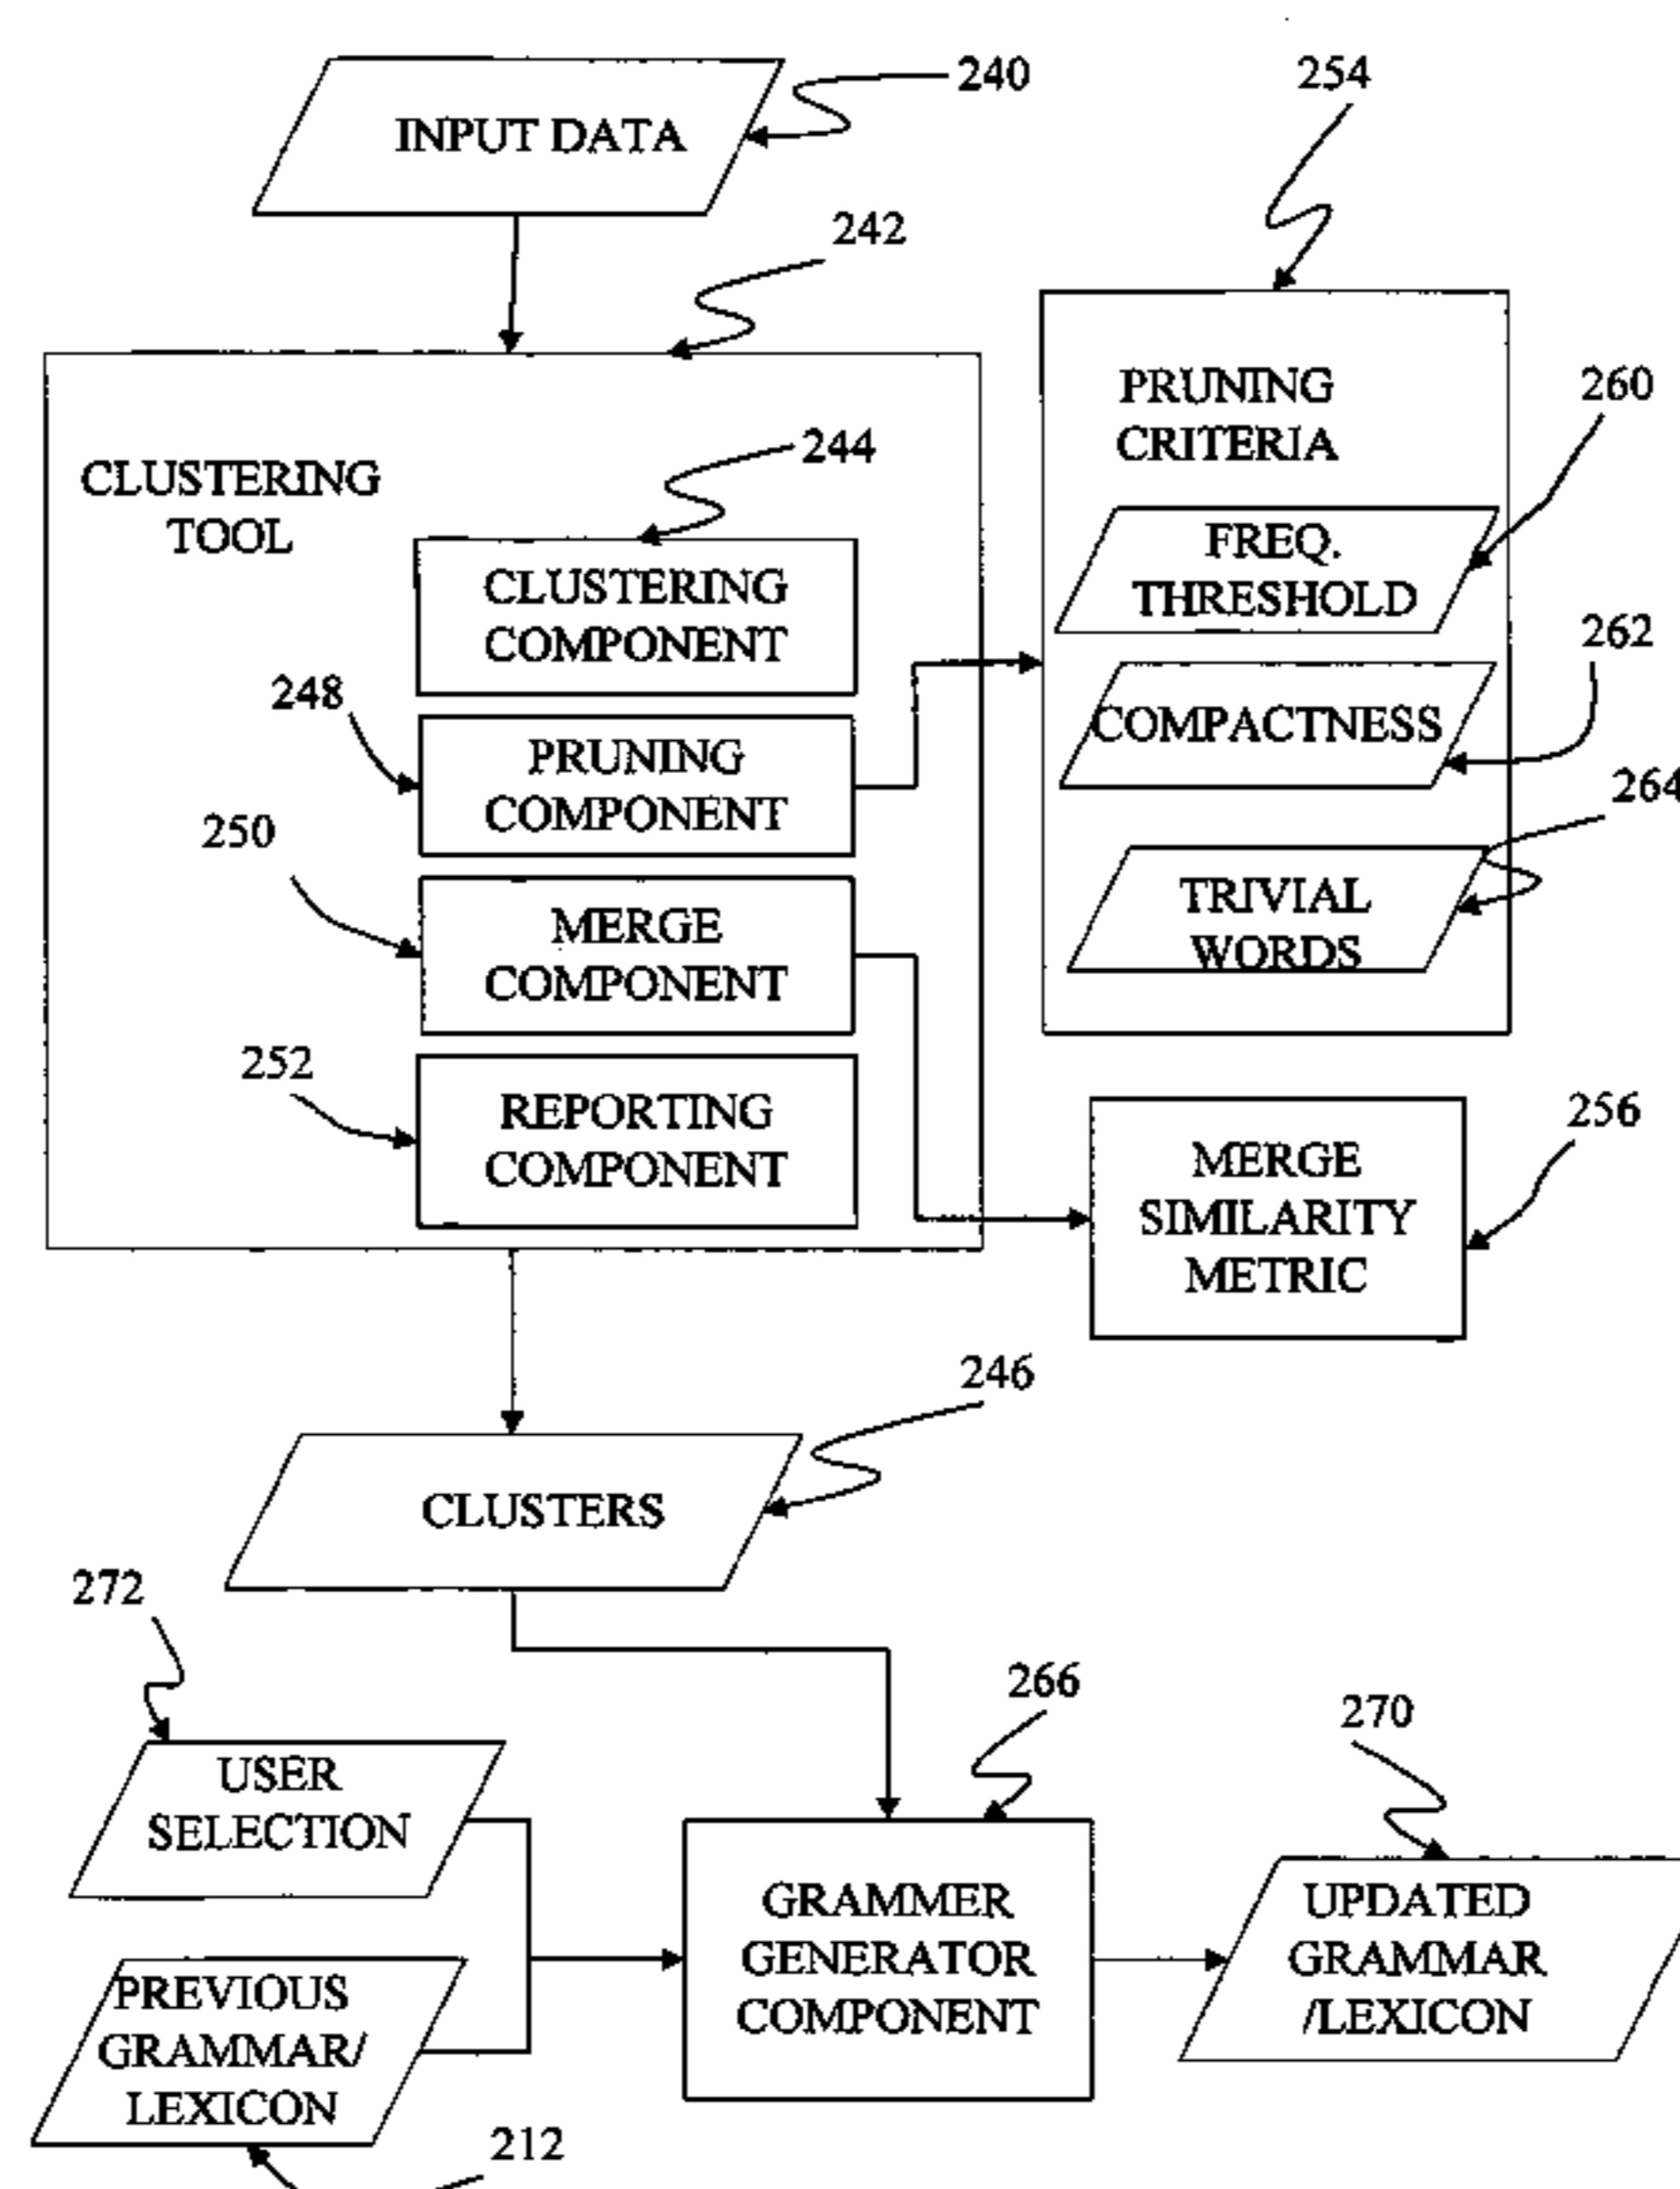 240
INPUT DATA
254
242
PRUNING
CRITERIA
260
FREQ.
THRESHOLD
262
COMPACTNESS
264
TRIVIAL
WORDS
CLUSTERING
TOOL
244
CLUSTERING
COMPONENT
248
PRUNING
COMPONENT
250
MERGE
COMPONENT
252
REPORTING
COMPONENT
256
MERGE
SIMILARITY
METRIC
246
CLUSTERS
272
USER
SELECTION
PREVIOUS
GRAMMAR/
LEXICON
212
266
GRAMMER
GENERATOR
COMPONENT
270
UPDATED
GRAMMAR
/LEXICON